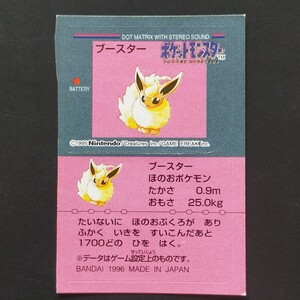 DOT MATRIX WITH STEREO SOUND
ブースター
ポケットモンスター
TM
BATTERY
©1995 Nintendo/Creatures inc./GAME FREAK inc.
ブースター
ほのおポケモン
たかさ 0.9m
おもさ 25.0kg
たいないに ほのおぶくろが あり
ふかく いきを すいこんだあと
1700どの ひを はく。
※データはゲーム設定上のものです。
せってい
BANDAI 1996 MADE IN JAPAN